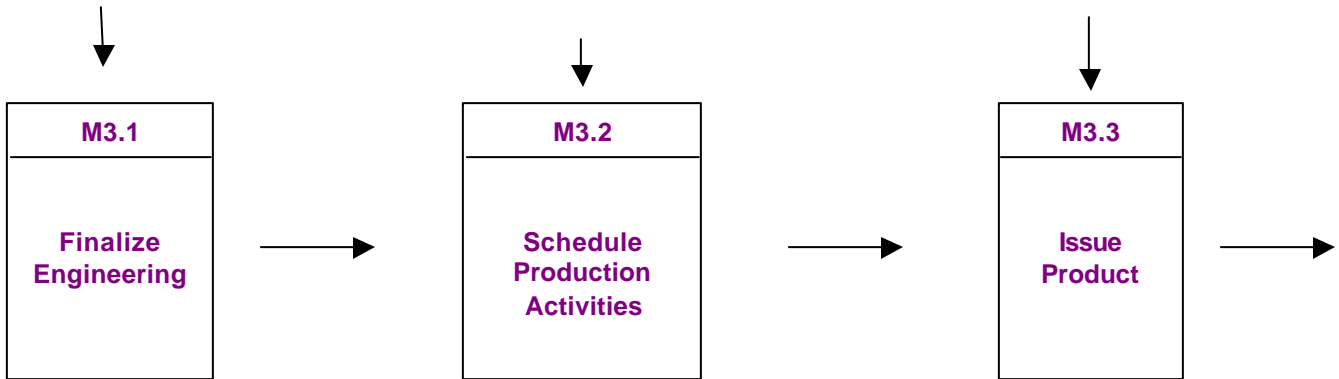 M3.1
Finalize
Engineering
M3.2
Schedule
Production
Activities
M3.3
Issue
Product